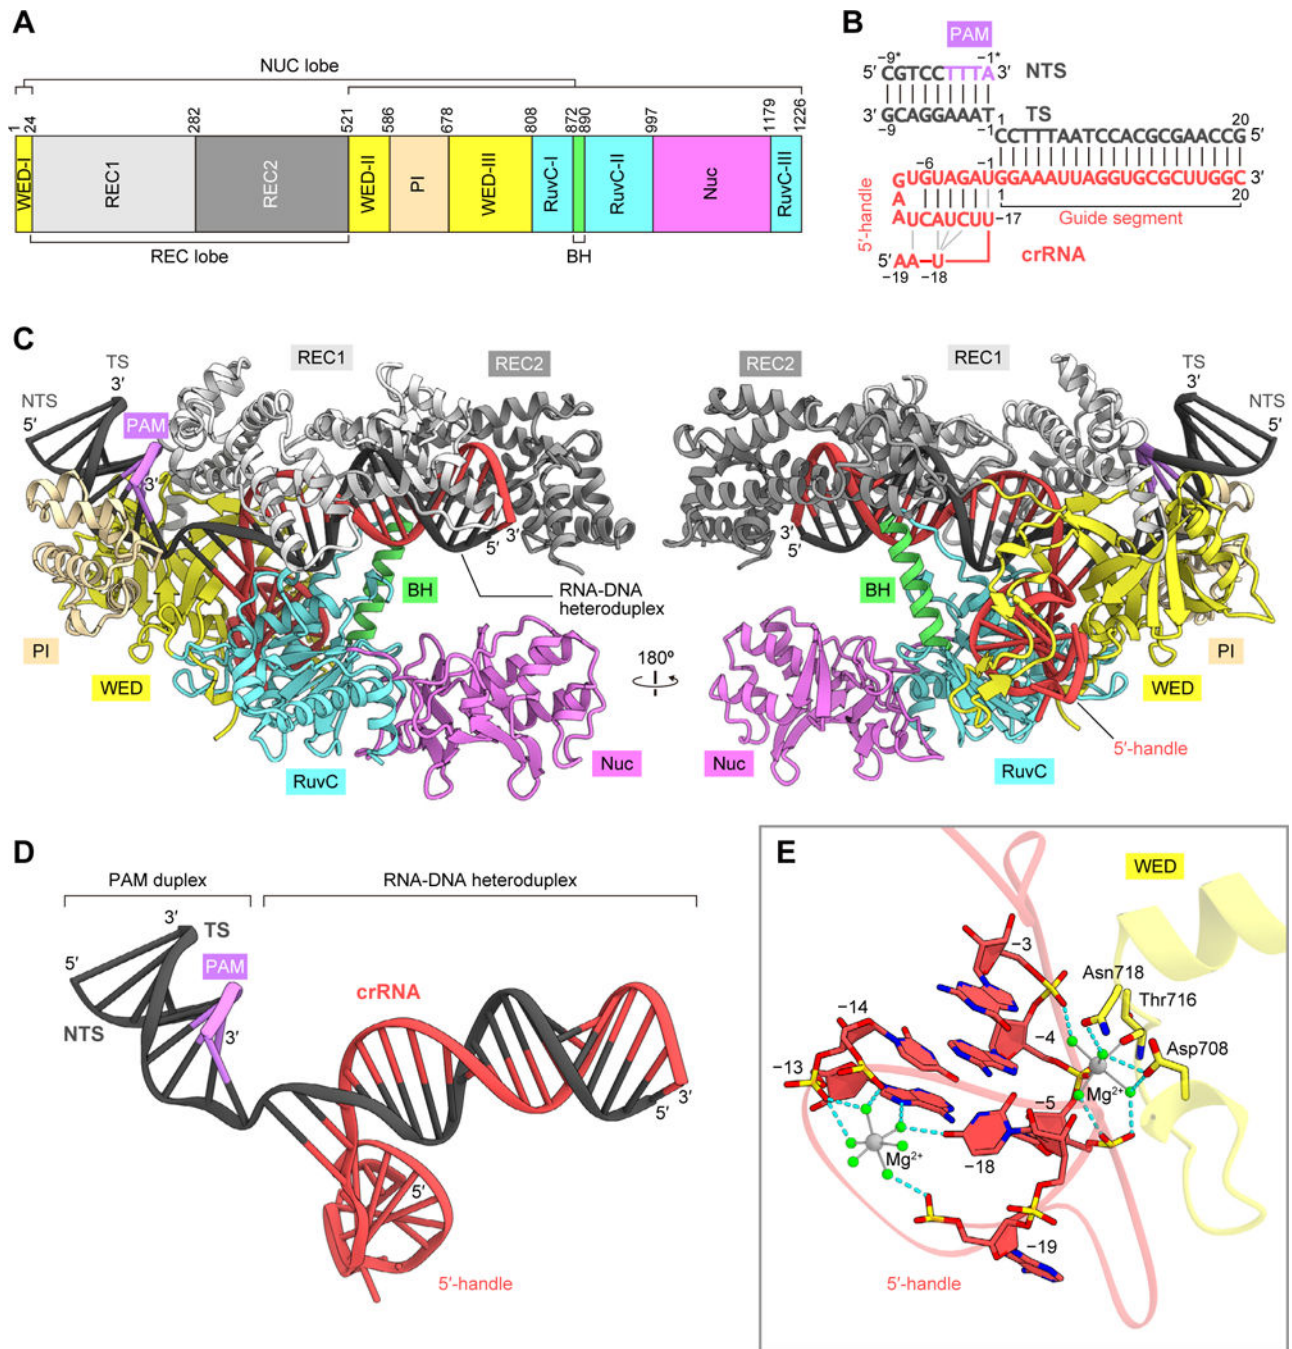 A
NUC lobe
1
24
282
521
586
678
808
872
890
997
1179
1226
WED-I
REC1
REC2
WED-II
PI
WED-III
RuvC-I
RuvC-II
Nuc
RuvC-III
REC lobe
BH
B
PAM
−9*
−1*
5′ CGTCCTTTA 3′ NTS
3′ GCAGGAAAT
−9
−1
1
TS
20
CCTTTAATCCACGCGAACCG 5′
−6
−1
GUGUAGAUGGAAAUUAGGUGCGCUUGGC 3′
1
20
A
AUCAUCUU −17
Guide segment
5′-handle
5′ AA U
crRNA
−19
−18
C
TS
3′
NTS
5′
PAM
3′
REC1
REC2
5′
3′
BH
RNA-DNA
heteroduplex
PI
WED
RuvC
Nuc
180º
REC2
REC1
TS
3′
NTS
5′
3′
5′
BH
PI
WED
5′-handle
Nuc
RuvC
D
PAM duplex
RNA-DNA heteroduplex
3′
TS
5′
PAM
NTS
3′
crRNA
5′
3′
5′
5′-handle
E
WED
−3
Asn718
Thr716
−14
−4
Asp708
−13
Mg2+
−5
Mg2+
−18
−19
5′-handle